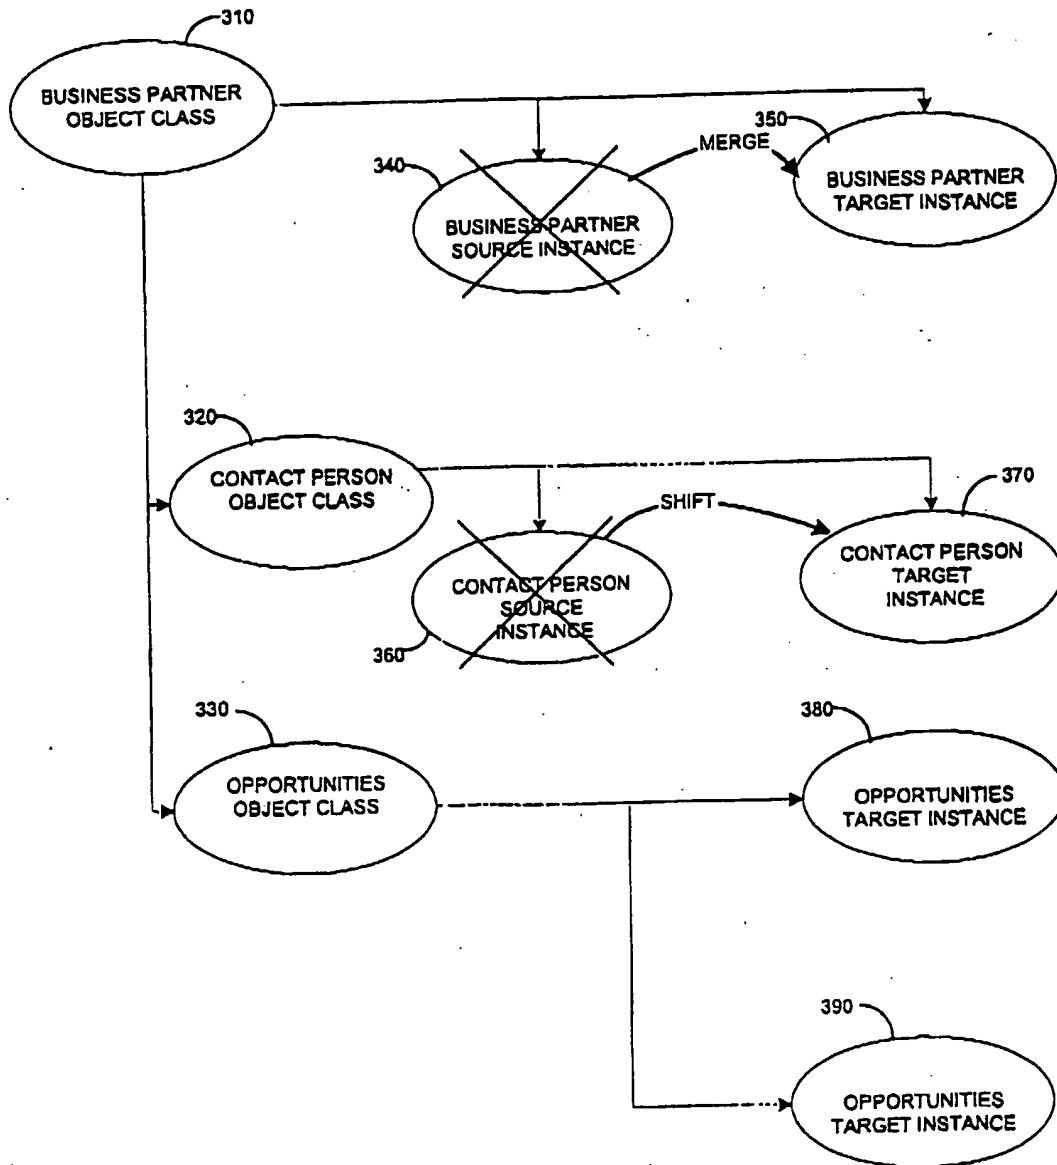 310
BUSINESS PARTNER
OBJECT CLASS
350
MERGE
340
BUSINESS PARTNER
TARGET INSTANCE
BUSINESS PARTNER
SOURCE INSTANCE
320
CONTACT PERSON
OBJECT CLASS
370
SHIFT
CONTACT PERSON
TARGET
INSTANCE
CONTACT PERSON
SOURCE
INSTANCE
360
330
380
OPPORTUNITIES
OBJECT CLASS
OPPORTUNITIES
TARGET INSTANCE
390
OPPORTUNITIES
TARGET INSTANCE